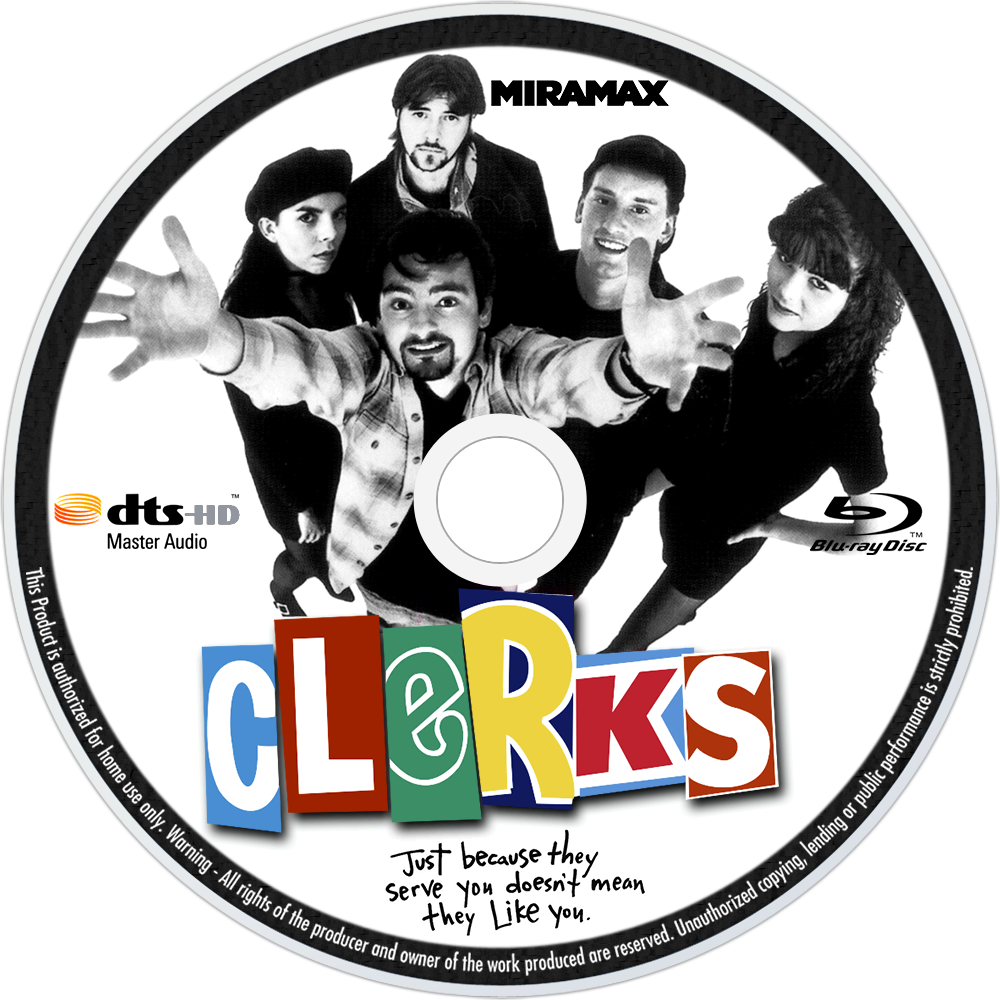 MIRAMAX
dts-HD™
Master Audio
Blu-ray Disc™
CLeRKS
Just because they
serve you doesn't mean
they Like you.
This Product is authorized for home use only. Warning - All rights of the producer and owner of the work produced are reserved. Unauthorized copying, lending or public performance is strictly prohibited.